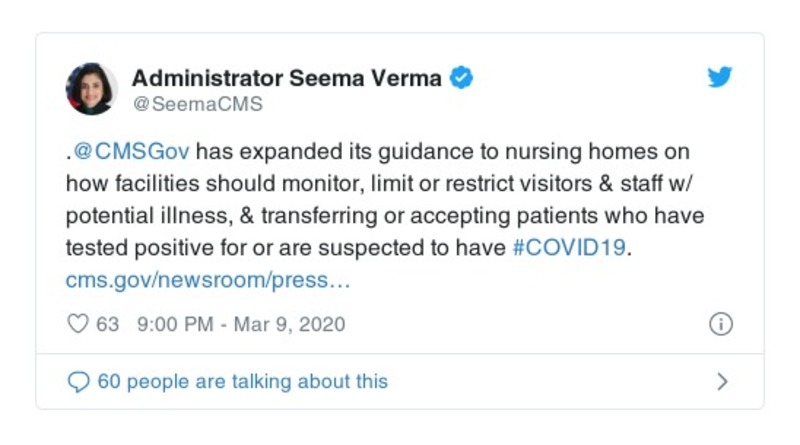 Administrator Seema Verma
@SeemaCMS
.@CMSGov has expanded its guidance to nursing homes on
how facilities should monitor, limit or restrict visitors & staff w/
potential illness, & transferring or accepting patients who have
tested positive for or are suspected to have #COVID19.
cms.gov/newsroom/press…
63 9:00 PM - Mar 9, 2020
60 people are talking about this